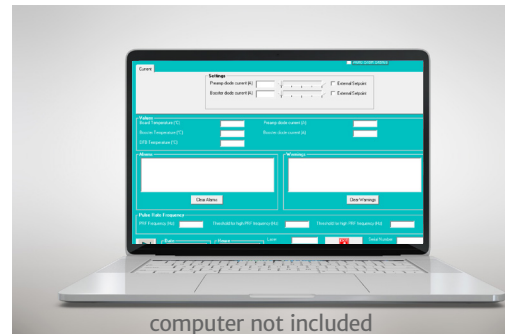 Current
Settings
Preamp diode current (A)
External Setpoint
Booster diode current (A)
External Setpoint
Values
Board Temperature (°C)
Preamp diode current (A)
Booster Temperature (°C)
Booster diode current (A)
Temperature (°C)
Alarms
Warnings
Clear Alarms
Clear Warnings
Pulse Rate Frequency
PRF Frequency (Hz)
Threshold for high PRF frequency (Hz)
Threshold for high PRF frequency (Hz)
Date
Hours
Laser
Serial Number
computer not included